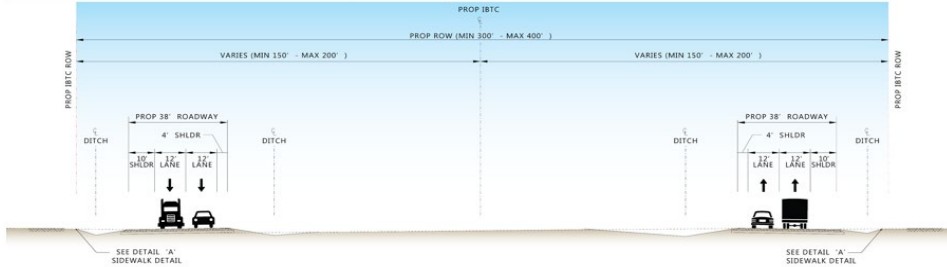 PROP IBTC
℄
PROP ROW (MIN 300' - MAX 400' )
VARIES (MIN 150' - MAX 200' )
VARIES (MIN 150' - MAX 200' )
PROP IBTC ROW
PROP IBTC ROW
PROP 38' ROADWAY
4' SHLDR
℄
DITCH
℄
DITCH
10'
SHLDR
12'
LANE
12'
LANE
PROP 38' ROADWAY
4' SHLDR
℄
DITCH
℄
DITCH
12'
LANE
12'
LANE
10'
SHLDR
SEE DETAIL 'A'
SIDEWALK DETAIL
SEE DETAIL 'A'
SIDEWALK DETAIL